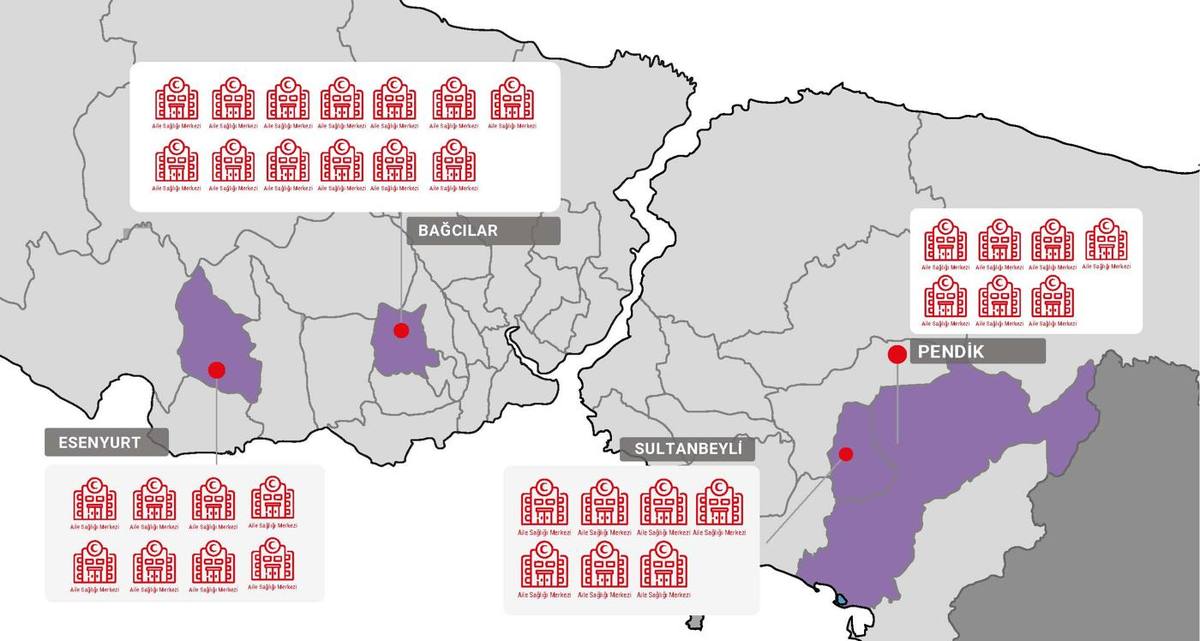 Aile Sağlığı Merkezi Aile Sağlığı Merkezi Aile Sağlığı Merkezi Aile Sağlığı Merkezi Aile Sağlığı Merkezi Aile Sağlığı Merkezi Aile Sağlığı Merkezi
Aile Sağlığı Merkezi Aile Sağlığı Merkezi Aile Sağlığı Merkezi Aile Sağlığı Merkezi Aile Sağlığı Merkezi Aile Sağlığı Merkezi
BAĞCILAR
Aile Sağlığı Merkezi Aile Sağlığı Merkezi Aile Sağlığı Merkezi Aile Sağlığı Merkezi
Aile Sağlığı Merkezi Aile Sağlığı Merkezi Aile Sağlığı Merkezi
PENDİK
ESENYURT
Aile Sağlığı Merkezi Aile Sağlığı Merkezi Aile Sağlığı Merkezi Aile Sağlığı Merkezi
Aile Sağlığı Merkezi Aile Sağlığı Merkezi Aile Sağlığı Merkezi Aile Sağlığı Merkezi
SULTANBEYLİ
Aile Sağlığı Merkezi Aile Sağlığı Merkezi Aile Sağlığı Merkezi Aile Sağlığı Merkezi
Aile Sağlığı Merkezi Aile Sağlığı Merkezi Aile Sağlığı Merkezi